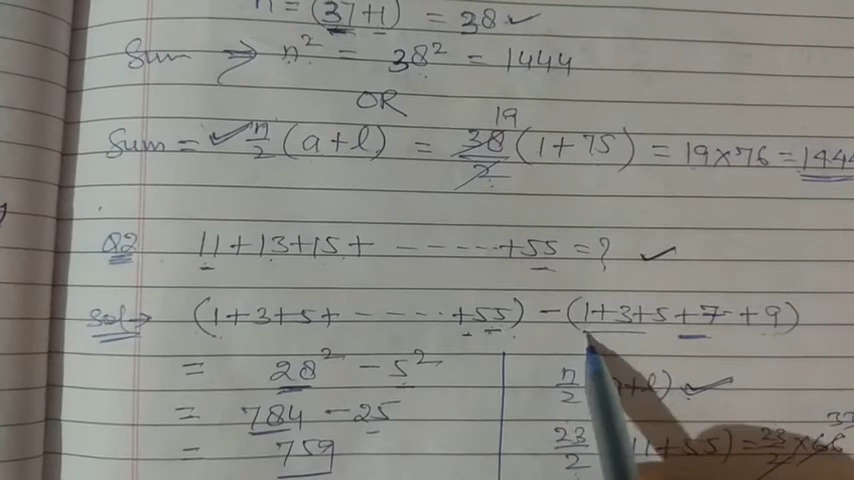 n = (37+1) = 38 ✓
Sum ⇒ n² = 38² = 1444
OR
19
Sum = ✓ n/2 (a+l) = 38/2 (1+75) = 19×76 = 1444
Q2 11+13+15+ ------+55 = ? ✓
Sol→ (1+3+5+ ------- +55) - (1+3+5+7+9)
= 28² - 5²
= 784 - 25
= 759
n/2 +l) ✓
33
23/2 (11+55) = 23/2 × 66